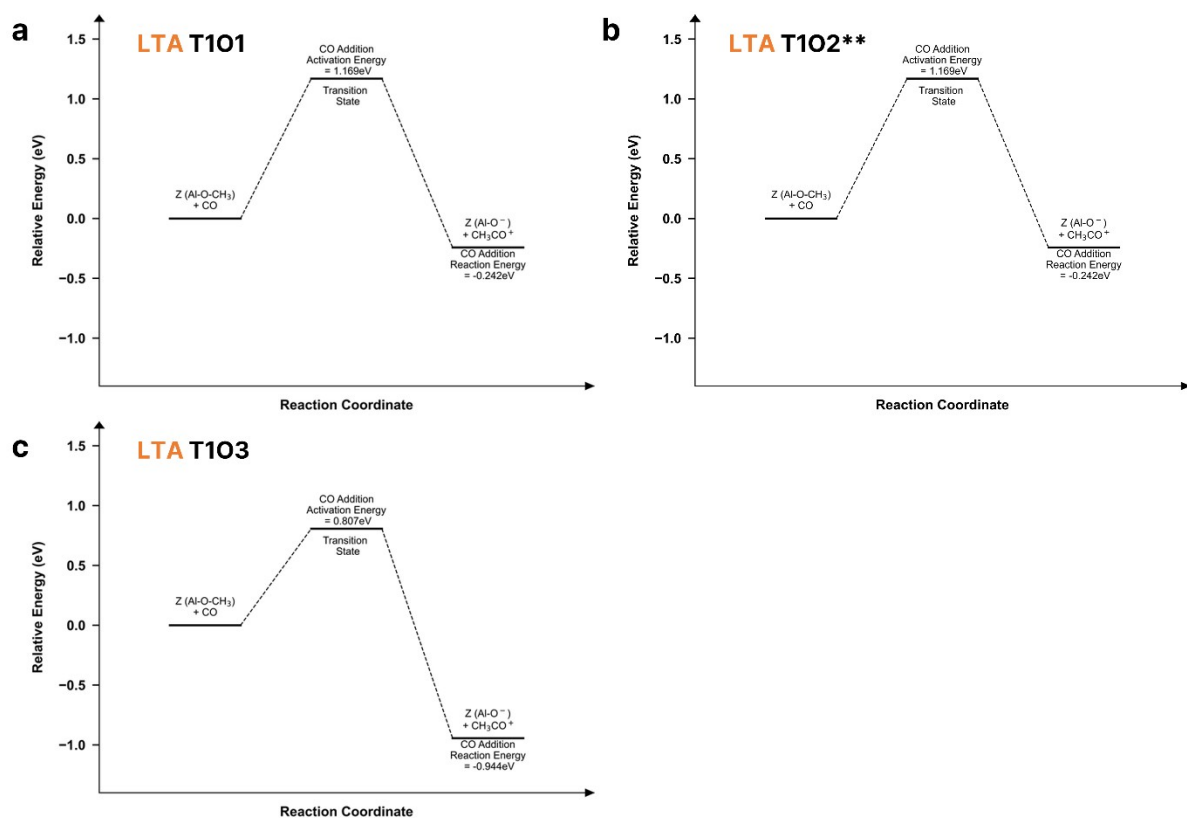 a
LTA T1O1
1.5
1.0
0.5
0.0
−0.5
−1.0
Relative Energy (eV)
Z (Al-O-CH₃)
+ CO
CO Addition
Activation Energy
= 1.169eV
Transition
State
Z (Al-O⁻)
+ CH₃CO⁺
CO Addition
Reaction Energy
= -0.242eV
Reaction Coordinate
b
LTA T1O2**
1.5
1.0
0.5
0.0
−0.5
−1.0
Relative Energy (eV)
Z (Al-O-CH₃)
+ CO
CO Addition
Activation Energy
= 1.169eV
Transition
State
Z (Al-O⁻)
+ CH₃CO⁺
CO Addition
Reaction Energy
= -0.242eV
Reaction Coordinate
c
LTA T1O3
1.5
1.0
0.5
0.0
−0.5
−1.0
Relative Energy (eV)
Z (Al-O-CH₃)
+ CO
CO Addition
Activation Energy
= 0.807eV
Transition
State
Z (Al-O⁻)
+ CH₃CO⁺
CO Addition
Reaction Energy
= -0.944eV
Reaction Coordinate